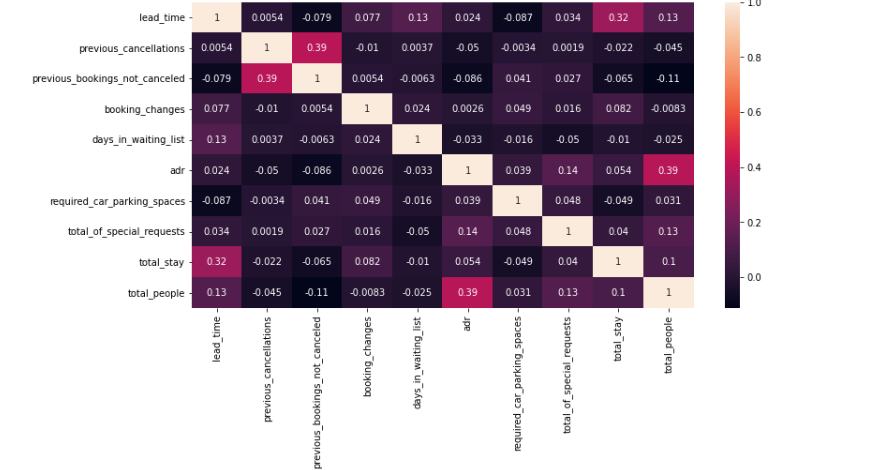 lead_time 1 0.0054 -0.079 0.077 0.13 0.024 -0.087 0.034 0.32 0.13
previous_cancellations 0.0054 1 0.39 -0.01 0.0037 -0.05 -0.0034 0.0019 -0.022 -0.045
previous_bookings_not_canceled -0.079 0.39 1 0.0054 -0.0063 -0.086 0.041 0.027 -0.065 -0.11
booking_changes 0.077 -0.01 0.0054 1 0.024 0.0026 0.049 0.016 0.082 -0.0083
days_in_waiting_list 0.13 0.0037 -0.0063 0.024 1 -0.033 -0.016 -0.05 -0.01 -0.025
adr 0.024 -0.05 -0.086 0.0026 -0.033 1 0.039 0.14 0.054 0.39
required_car_parking_spaces -0.087 -0.0034 0.041 0.049 -0.016 0.039 1 0.048 -0.049 0.031
total_of_special_requests 0.034 0.0019 0.027 0.016 -0.05 0.14 0.048 1 0.04 0.13
total_stay 0.32 -0.022 -0.065 0.082 -0.01 0.054 -0.049 0.04 1 0.1
total_people 0.13 -0.045 -0.11 -0.0083 -0.025 0.39 0.031 0.13 0.1 1
lead_time
previous_cancellations
previous_bookings_not_canceled
booking_changes
days_in_waiting_list
adr
required_car_parking_spaces
total_of_special_requests
total_stay
total_people
1.0
0.8
0.6
0.4
0.2
0.0